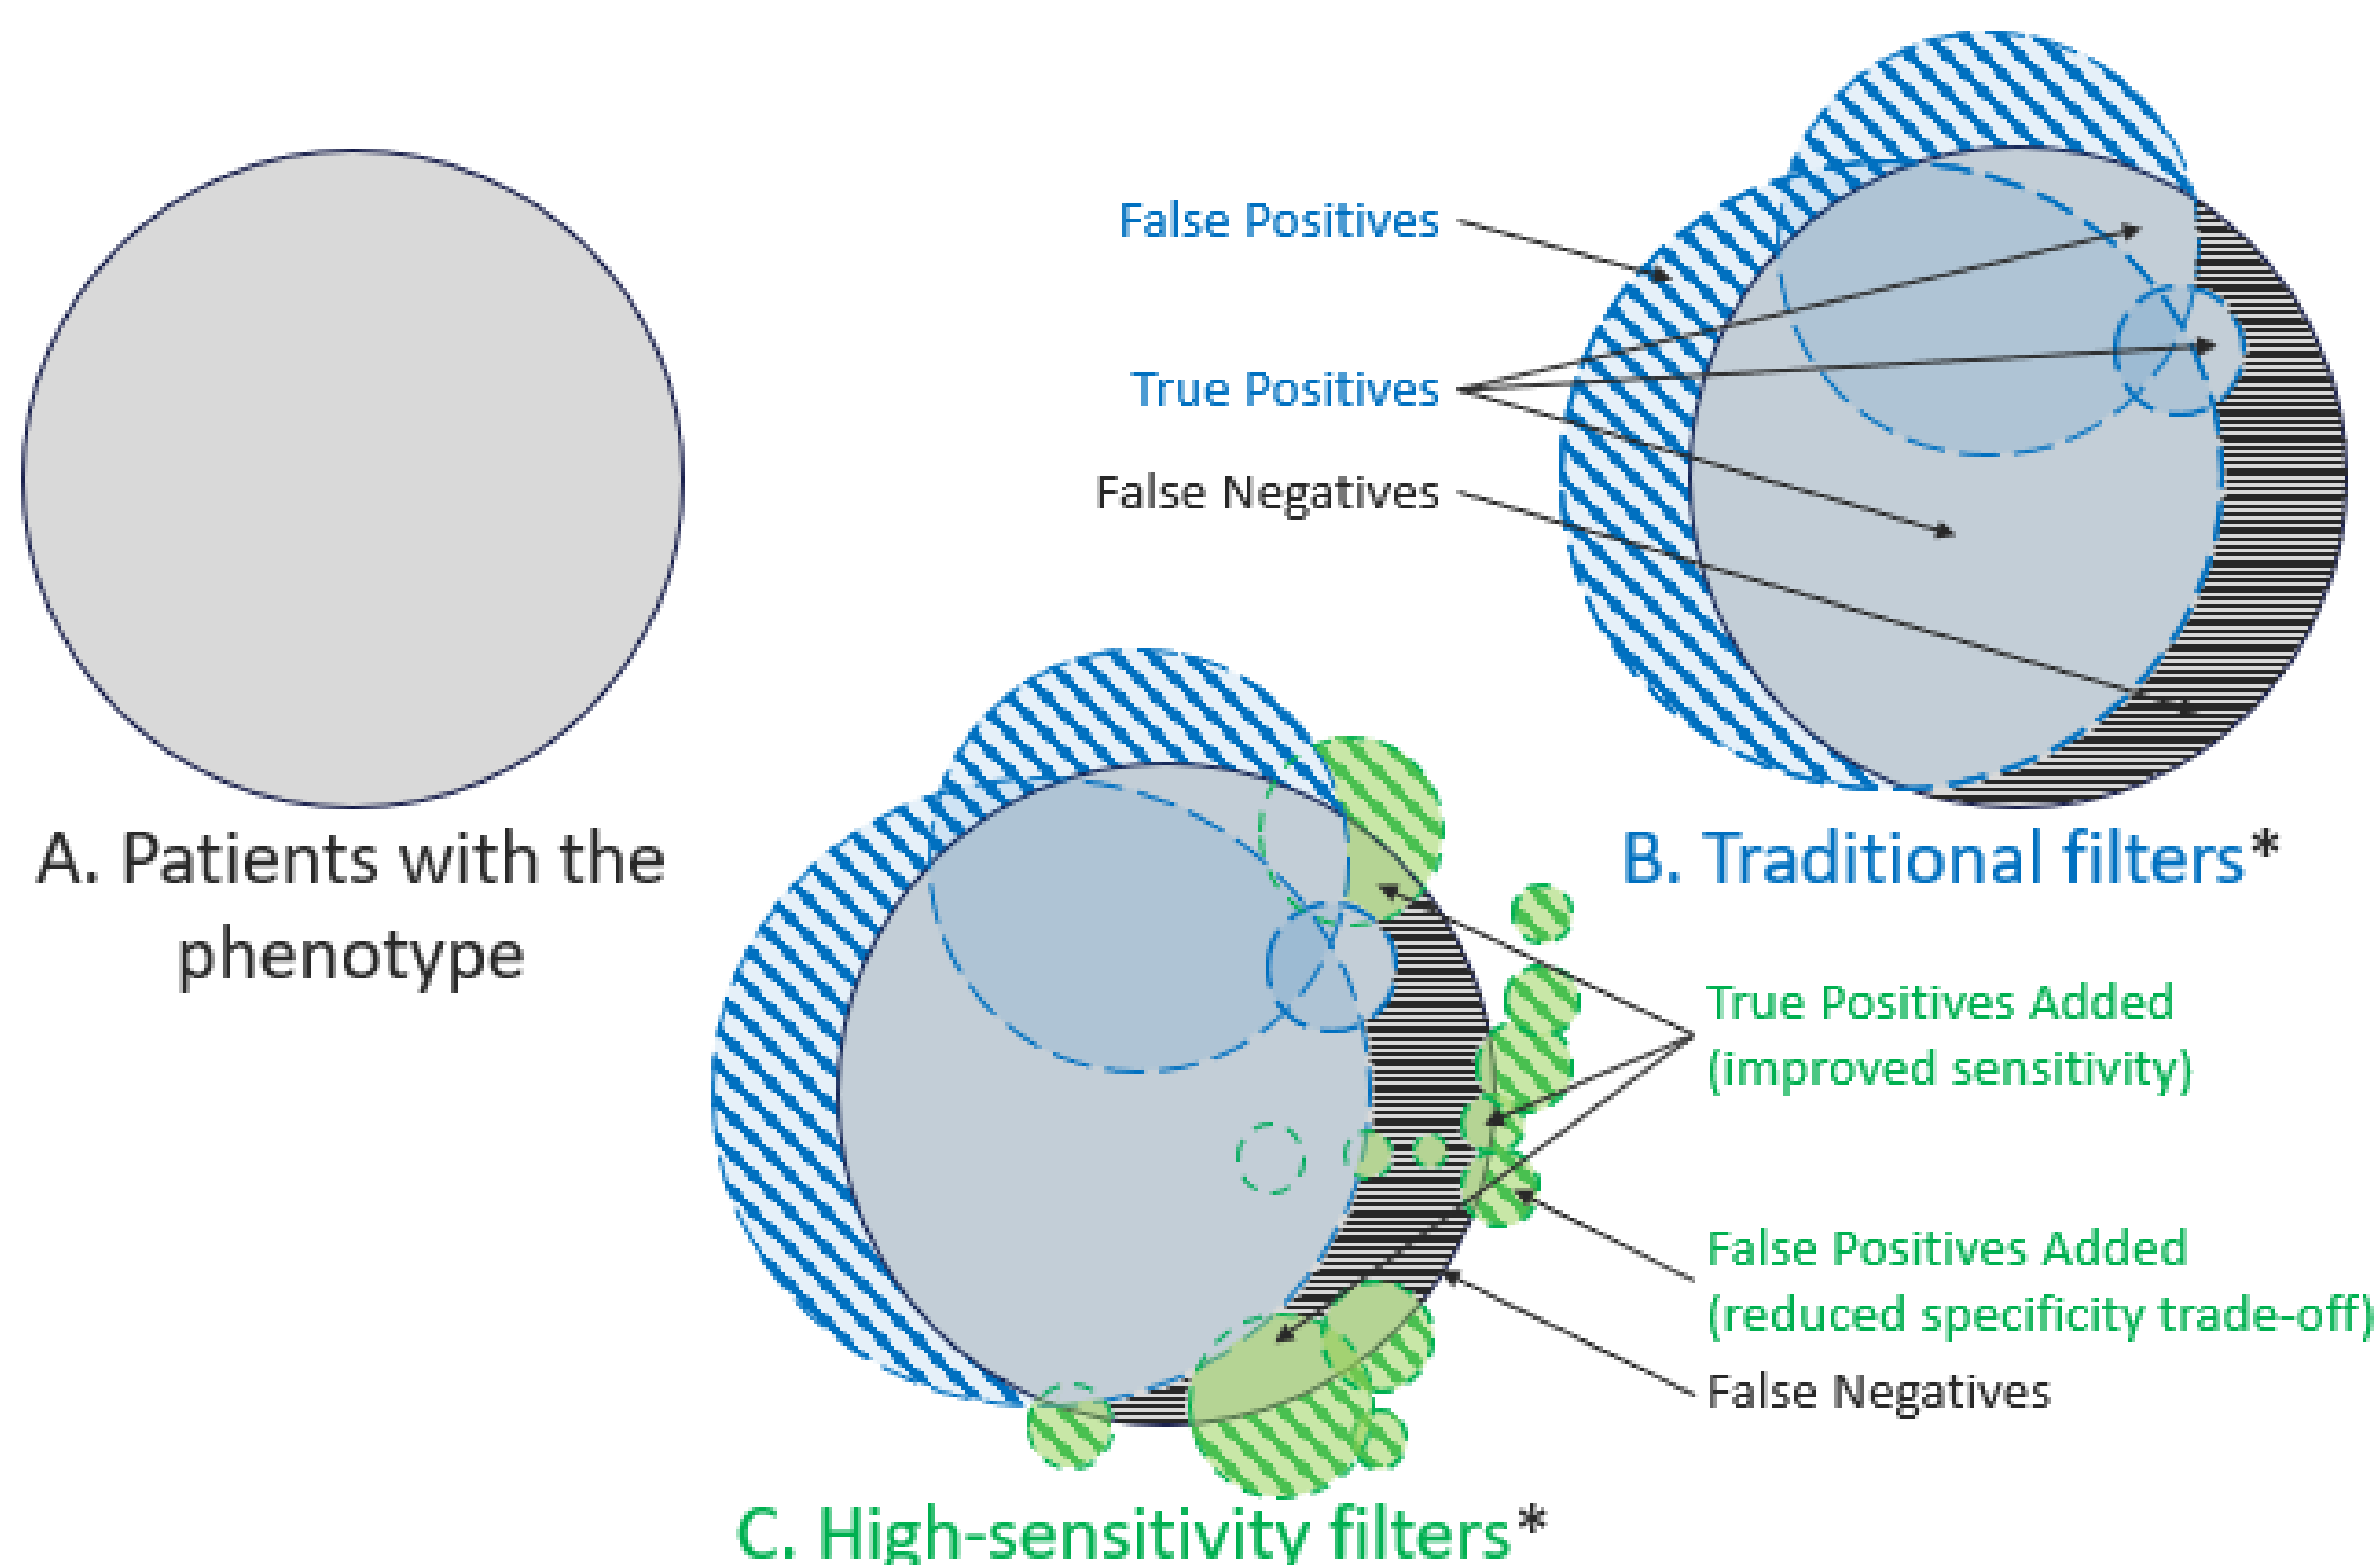 A. Patients with the
phenotype
False Positives
True Positives
False Negatives
B. Traditional filters*
True Positives Added
(improved sensitivity)
False Positives Added
(reduced specificity trade-off)
False Negatives
C. High-sensitivity filters*